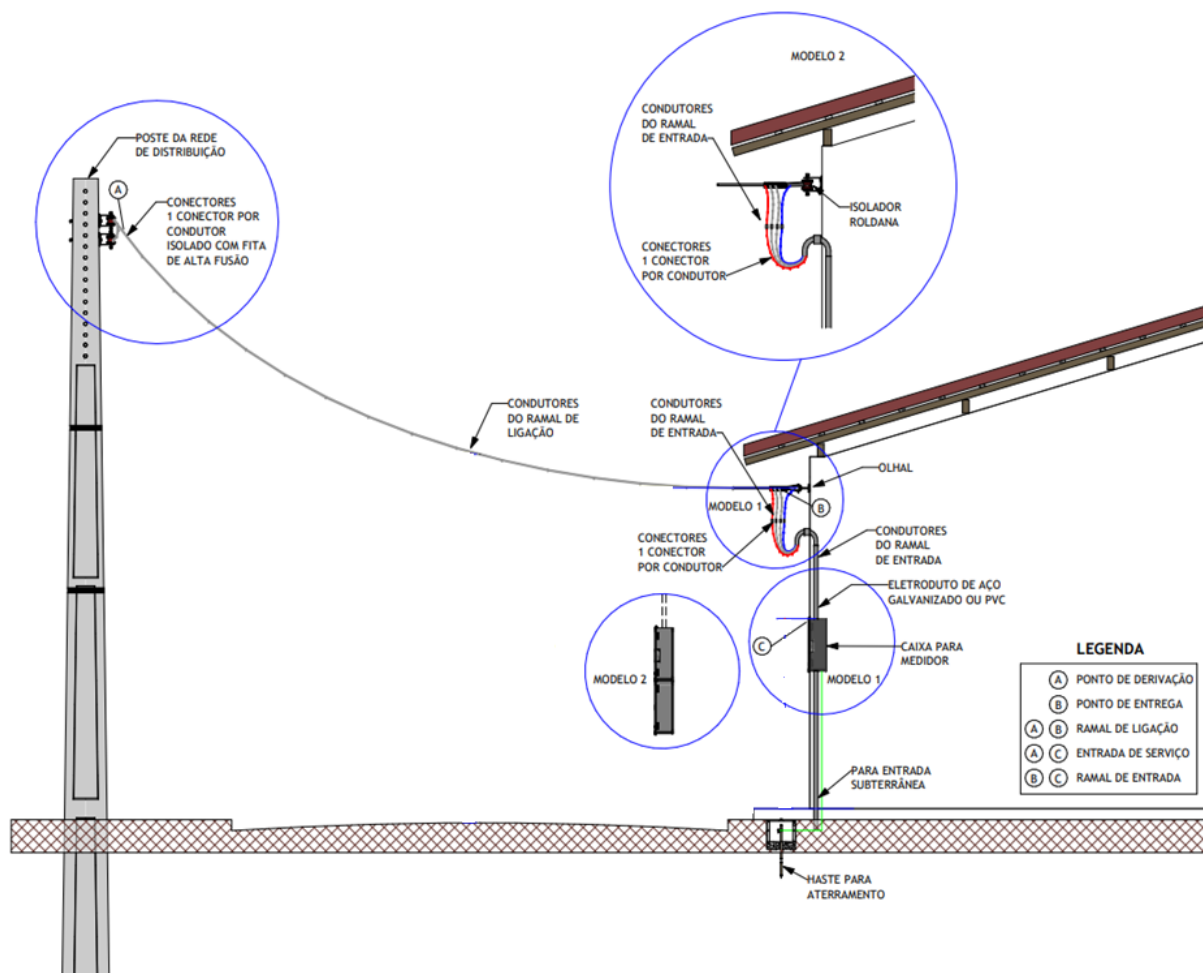 MODELO 2
CONDUTORES
DO RAMAL
DE ENTRADA
ISOLADOR
ROLDANA
CONECTORES
1 CONECTOR
POR CONDUTOR
POSTE DA REDE
DE DISTRIBUIÇÃO
A
CONECTORES
1 CONECTOR POR
CONDUTOR
ISOLADO COM FITA
DE ALTA FUSÃO
CONDUTORES
DO RAMAL DE
LIGAÇÃO
CONDUTORES
DO RAMAL
DE ENTRADA
OLHAL
MODELO 1
B
CONECTORES
1 CONECTOR
POR CONDUTOR
CONDUTORES
DO RAMAL
DE ENTRADA
ELETRODUTO DE AÇO
GALVANIZADO OU PVC
C
CAIXA PARA
MEDIDOR
MODELO 1
MODELO 2
PARA ENTRADA
SUBTERRÂNEA
HASTE PARA
ATERRAMENTO
LEGENDA
A PONTO DE DERIVAÇÃO
B PONTO DE ENTREGA
A B RAMAL DE LIGAÇÃO
A C ENTRADA DE SERVIÇO
B C RAMAL DE ENTRADA